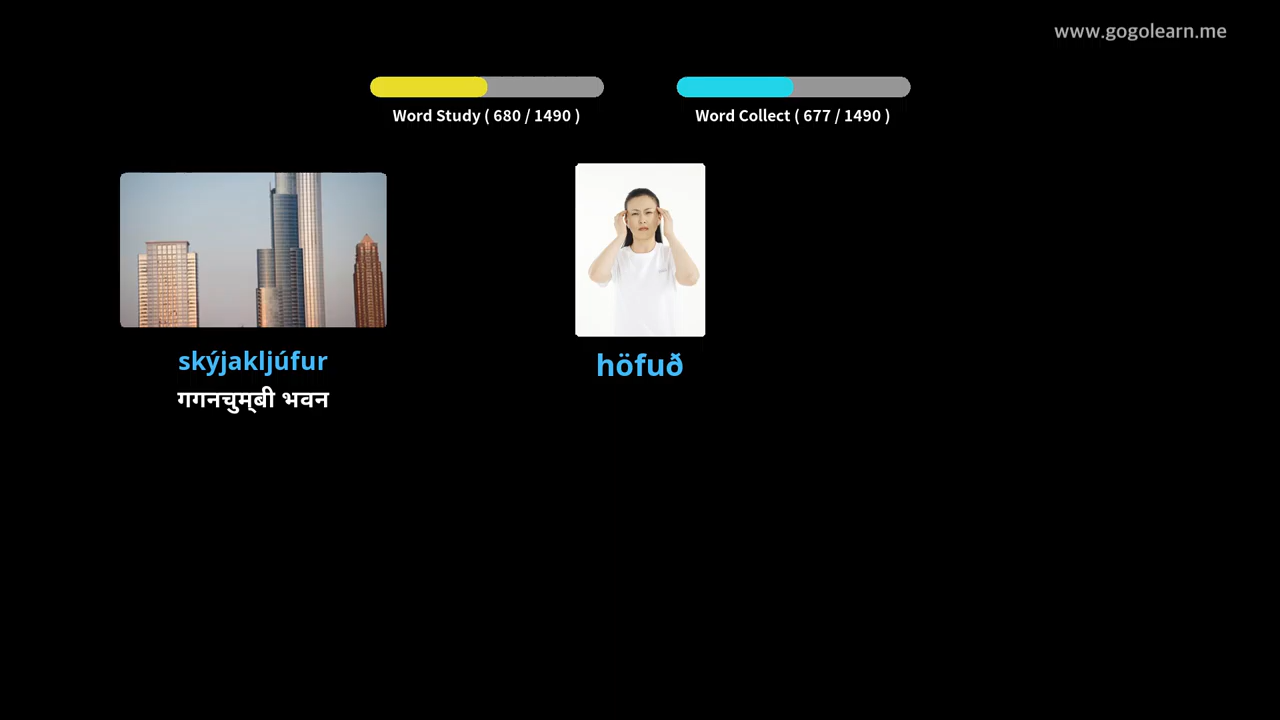 www.gogolearn.me
Word Study ( 680 / 1490 )
Word Collect ( 677 / 1490 )
skýjakljúfur
गगनचुम्बी भवन
höfuð